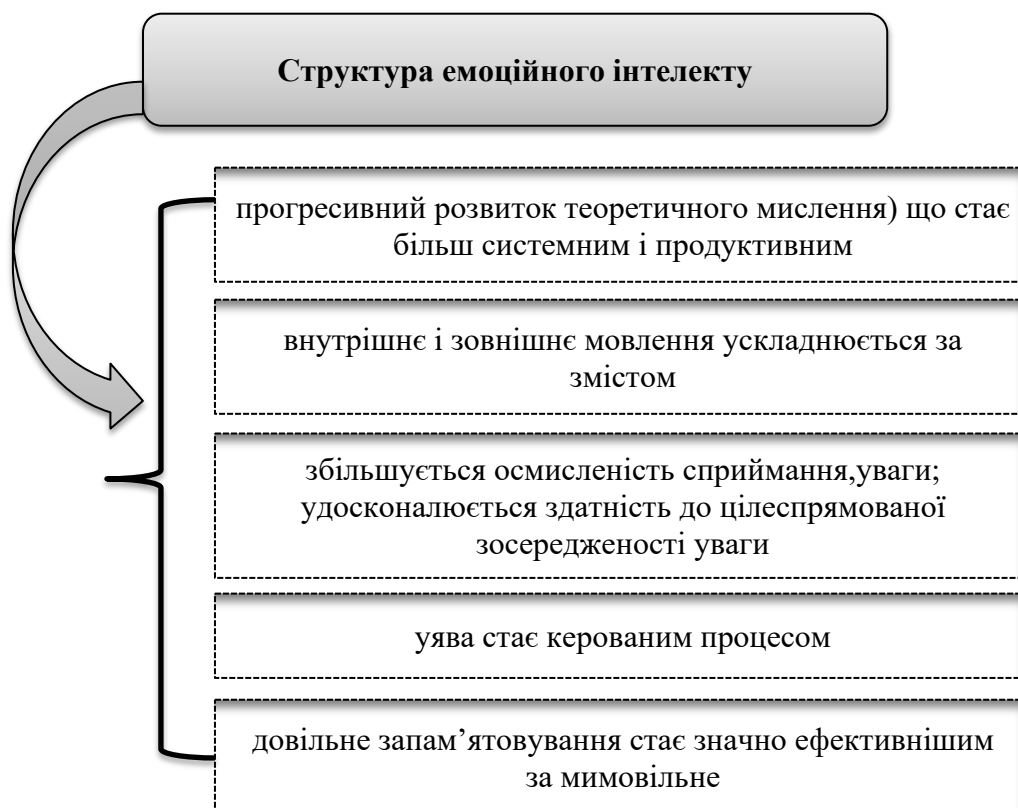 Структура емоційного інтелекту
прогресивний розвиток теоретичного мислення) що стає
більш системним і продуктивним
внутрішнє і зовнішнє мовлення ускладнюється за
змістом
збільшується осмисленість сприймання,уваги;
удосконалюється здатність до цілеспрямованої
зосередженості уваги
уява стає керованим процесом
довільне запам’ятовування стає значно ефективнішим
за мимовільне